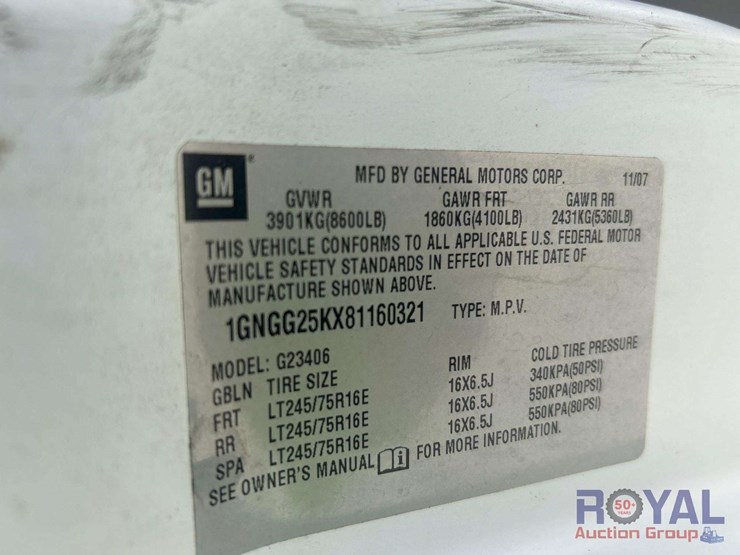 GM
MFD BY GENERAL MOTORS CORP. 11/07
GVWR GAWR FRT GAWR RR
3901KG(8600LB) 1860KG(4100LB) 2431KG(5360LB)
THIS VEHICLE CONFORMS TO ALL APPLICABLE U.S. FEDERAL MOTOR
VEHICLE SAFETY STANDARDS IN EFFECT ON THE DATE OF
MANUFACTURE SHOWN ABOVE.
1GNGG25KX81160321 TYPE: M.P.V.
MODEL: G23406
GBLN TIRE SIZE RIM COLD TIRE PRESSURE
FRT LT245/75R16E 16X6.5J 340KPA(50PSI)
RR LT245/75R16E 16X6.5J 550KPA(80PSI)
SPA LT245/75R16E 16X6.5J 550KPA(80PSI)
SEE OWNER'S MANUAL i FOR MORE INFORMATION.
ROYAL
50+
YEARS
Auction Group